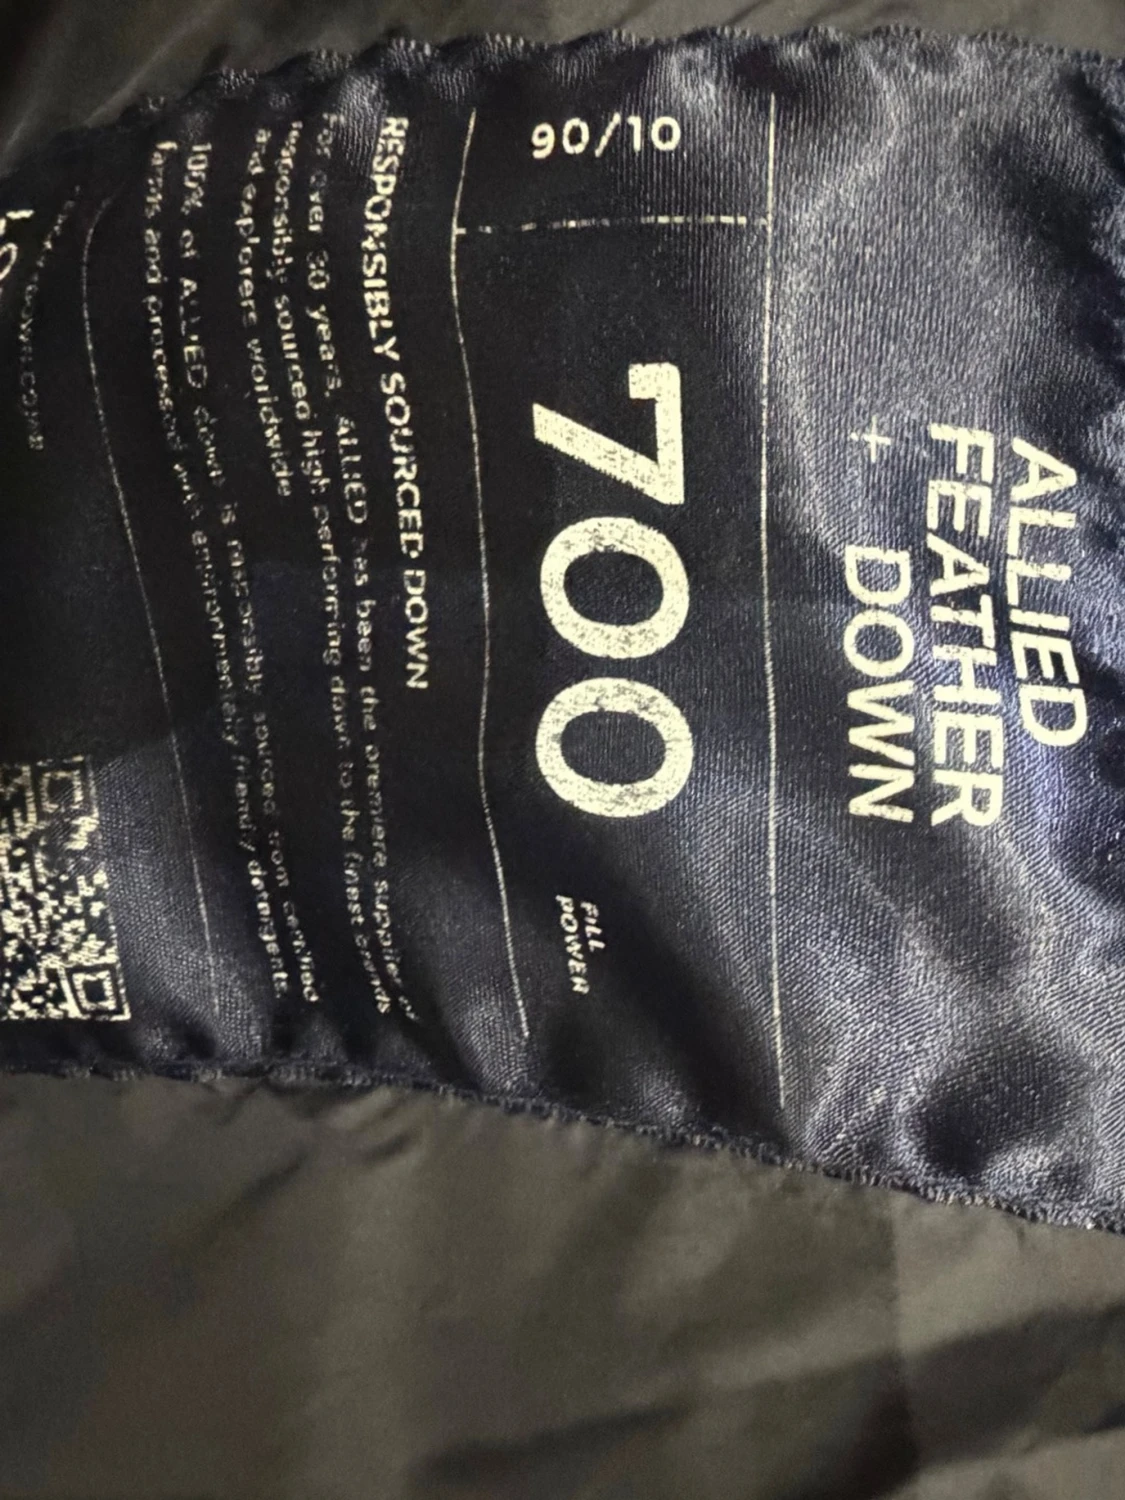 ALLIED
FEATHER
+ DOWN
90/10
700
FILL
POWER
RESPONSIBLY SOURCED DOWN
For over 30 years, ALLIED has been the premiere supplier of
responsibly sourced high performing down to the finest brands
and explorers worldwide
100% of ALLIED down is responsibly sourced from certified
farms and processed with environmentally friendly detergents.